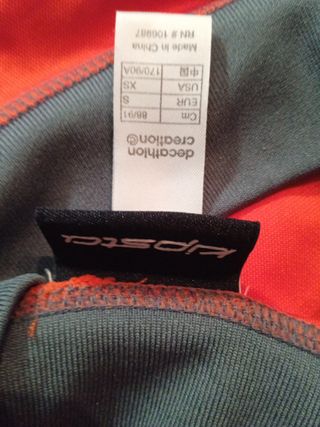 kipsta
decathlon
creation©
Cm 88/91
EUR S
USA XS
中国 170/90A
Made in China
RN # 106987